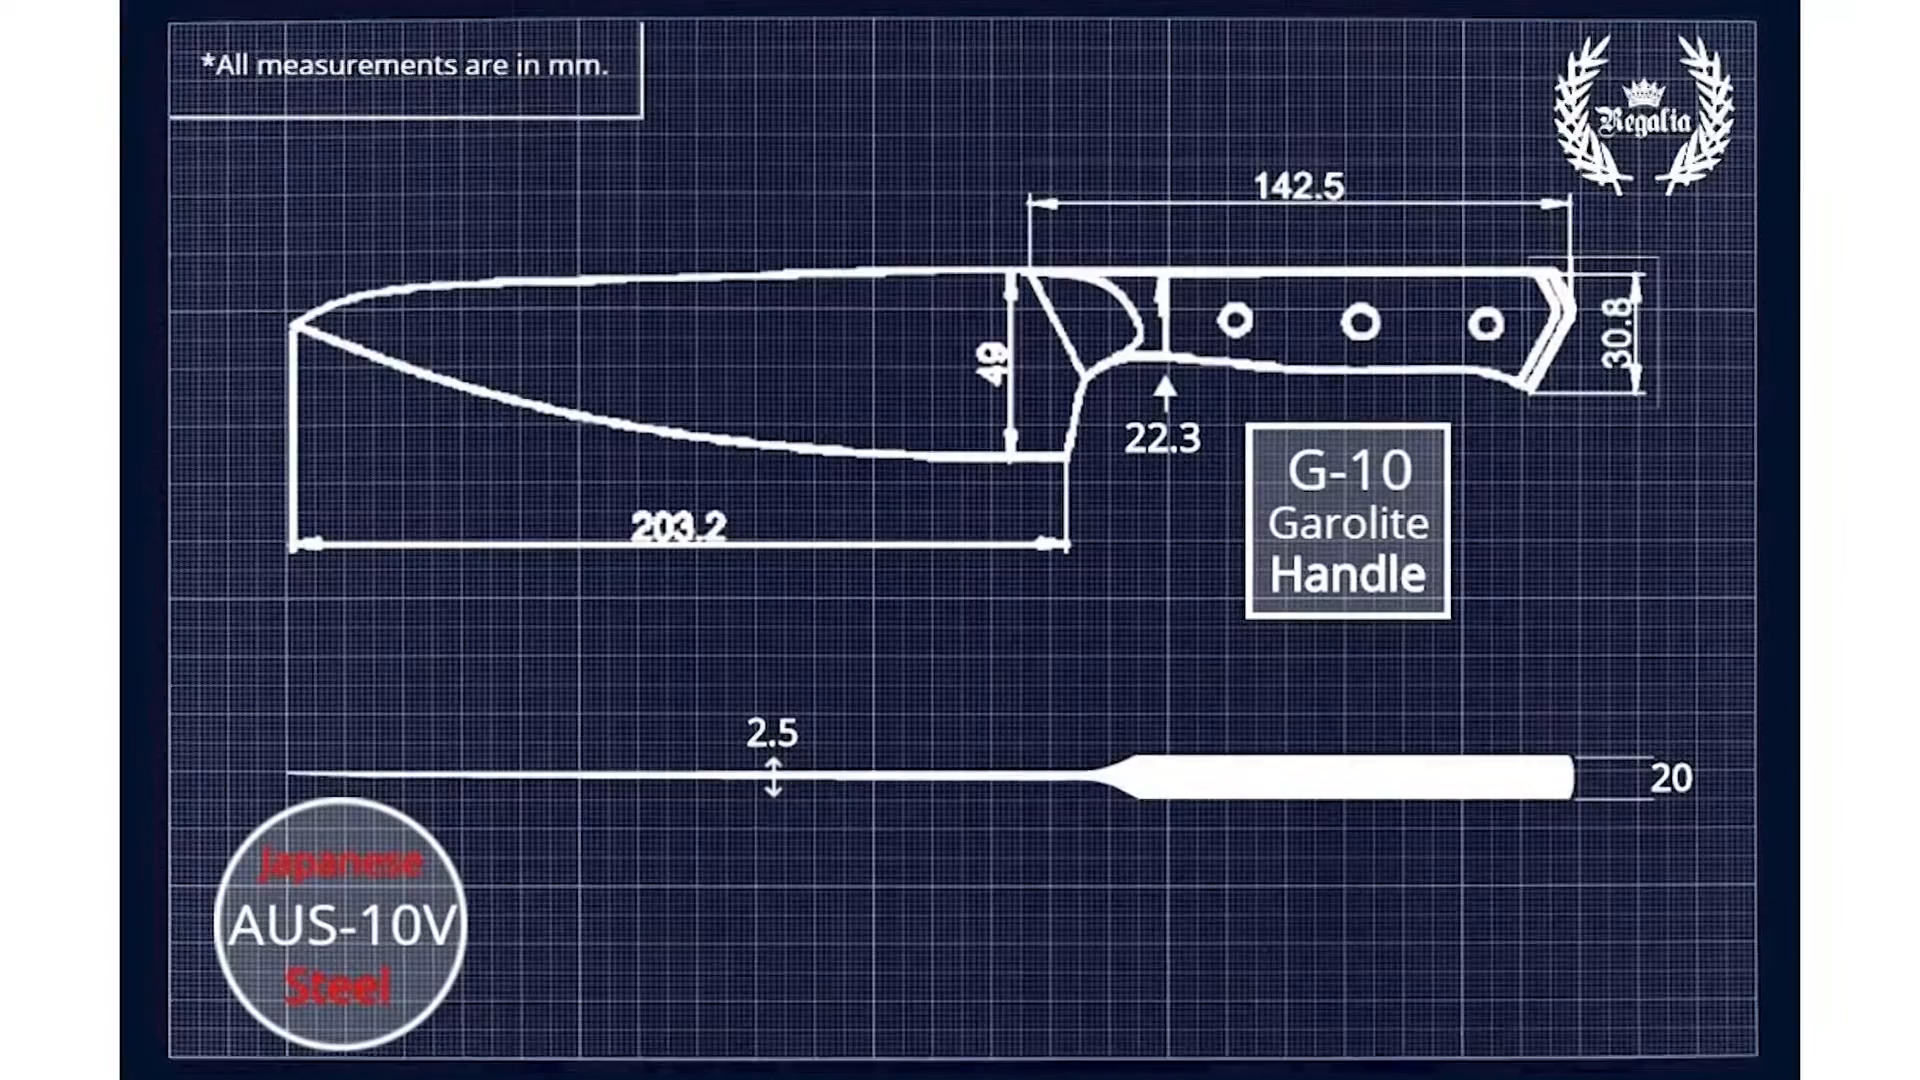 *All measurements are in mm.
Regalia
142.5
49
30.8
22.3
203.2
G-10
Garolite
Handle
2.5
20
Japanese
AUS-10V
Steel